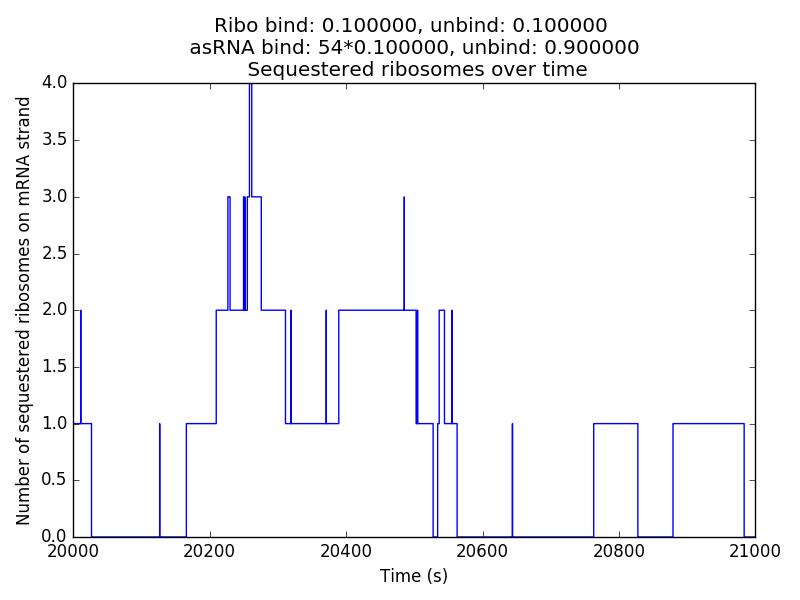 Ribo bind: 0.100000, unbind: 0.100000
asRNA bind: 54*0.100000, unbind: 0.900000
Sequestered ribosomes over time
Number of sequestered ribosomes on mRNA strand
4.0
3.5
3.0
2.5
2.0
1.5
1.0
0.5
0.0
20000 20200 20400 20600 20800 21000
Time (s)